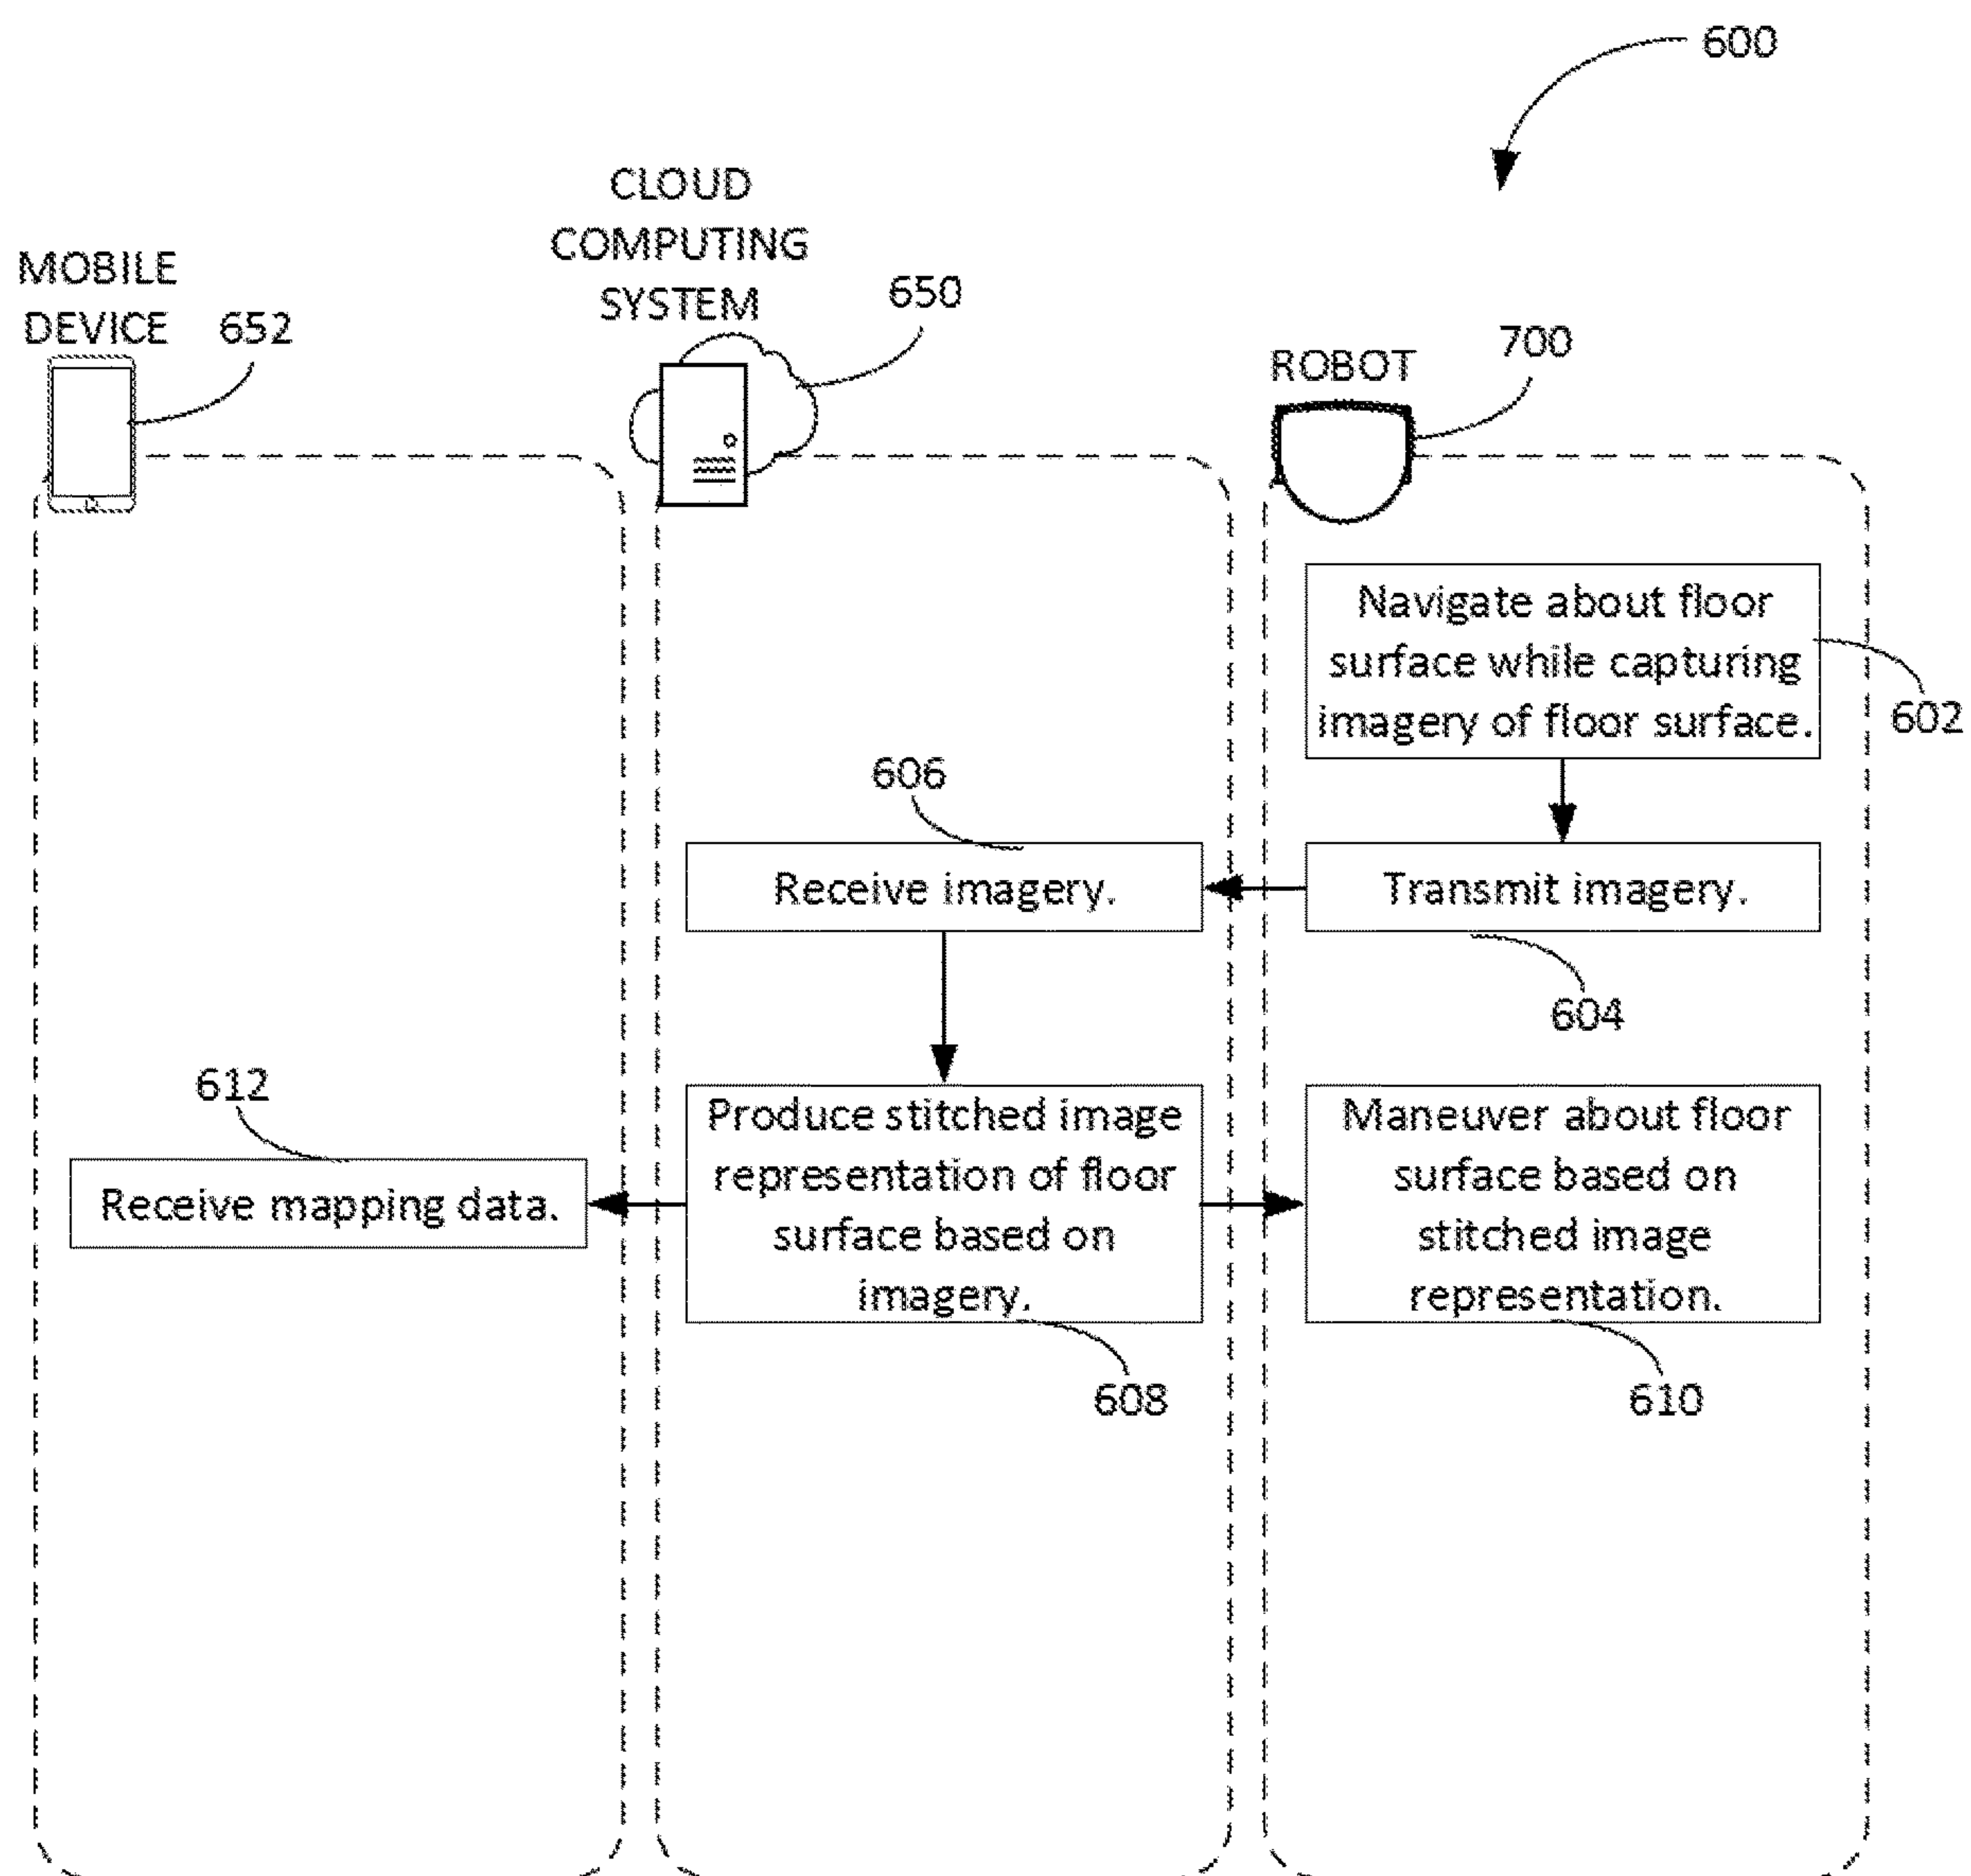 600
CLOUD
COMPUTING
SYSTEM
650
MOBILE
DEVICE
652
ROBOT
700
Navigate about floor
surface while capturing
imagery of floor surface.
602
606
Receive imagery.
Transmit imagery.
604
612
Receive mapping data.
Produce stitched image
representation of floor
surface based on
imagery.
608
Maneuver about floor
surface based on
stitched image
representation.
610